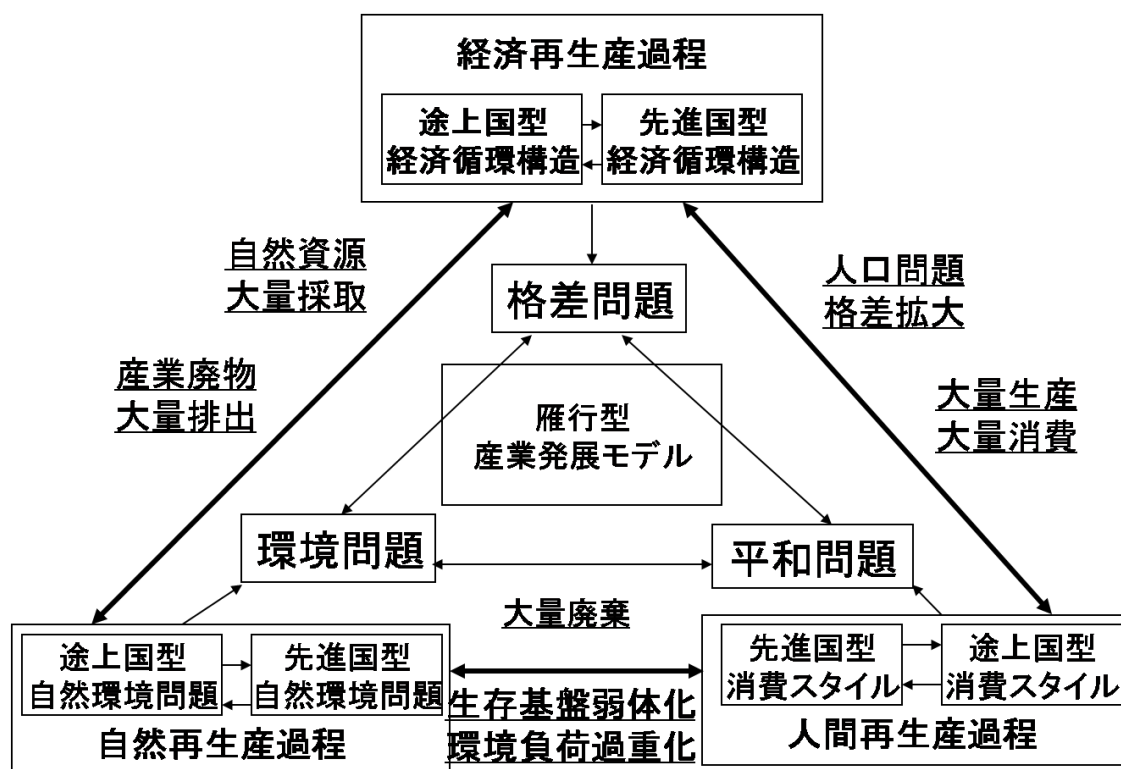 経済再生産過程
途上国型
経済循環構造
先進国型
経済循環構造
自然資源
大量採取
人口問題
格差拡大
格差問題
産業廃物
大量排出
大量生産
大量消費
雁行型
産業発展モデル
環境問題
平和問題
大量廃棄
途上国型
自然環境問題
先進国型
自然環境問題
自然再生産過程
生存基盤弱体化
環境負荷過重化
先進国型
消費スタイル
途上国型
消費スタイル
人間再生産過程